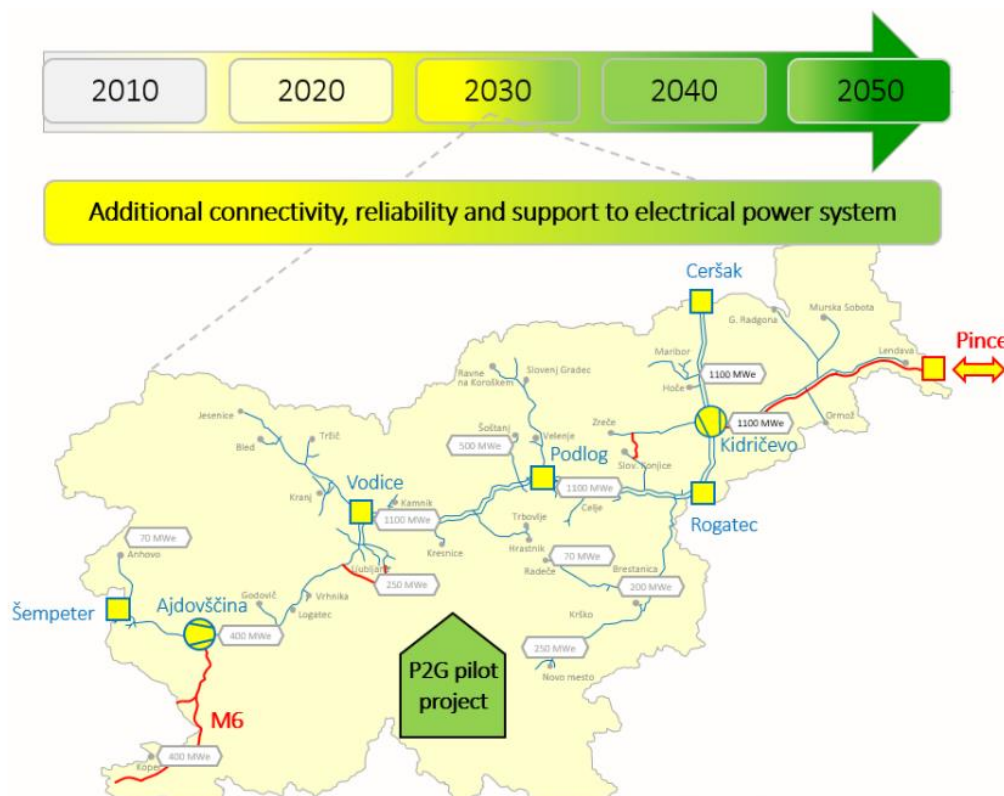 2010
2020
2030
2040
2050
Additional connectivity, reliability and support to electrical power system
Ceršak
Murska Sobota
G. Radgona
Pince
Lendava
Maribor
1100 MWe
Hoče
Ravne
na Koroškem
Slovenj Gradec
Jesenice
Bled
Tržič
Kranj
Zreče
1100 MWe
Kidričevo
Ormož
Šoštanj
500 MWe
Velenje
Podlog
Slov. Konjice
1100 MWe
Celje
Rogatec
Vodice
Kamnik
1100 MWe
Kresnice
Trbovlje
Hrastnik
Radeče
70 MWe
Brestanica
200 MWe
Krško
250 MWe
Novo mesto
70 MWe
Anhovo
Ljubljana
250 MWe
Vrhnika
Logatec
Godovič
Šempeter
Ajdovščina
400 MWe
M6
400 MWe
Koper
P2G pilot
project